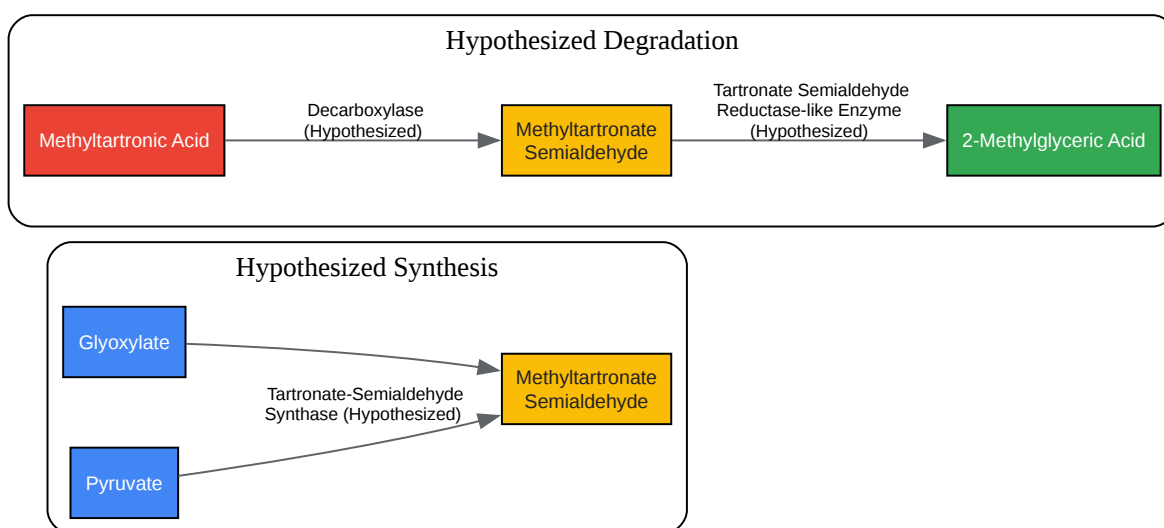 Hypothesized Degradation
Methyltartronic Acid
Decarboxylase
(Hypothesized)
Methyltartronate
Semialdehyde
Tartronate Semialdehyde
Reductase-like Enzyme
(Hypothesized)
2-Methylglyceric Acid
Hypothesized Synthesis
Glyoxylate
Tartronate-Semialdehyde
Synthase (Hypothesized)
Methyltartronate
Semialdehyde
Pyruvate